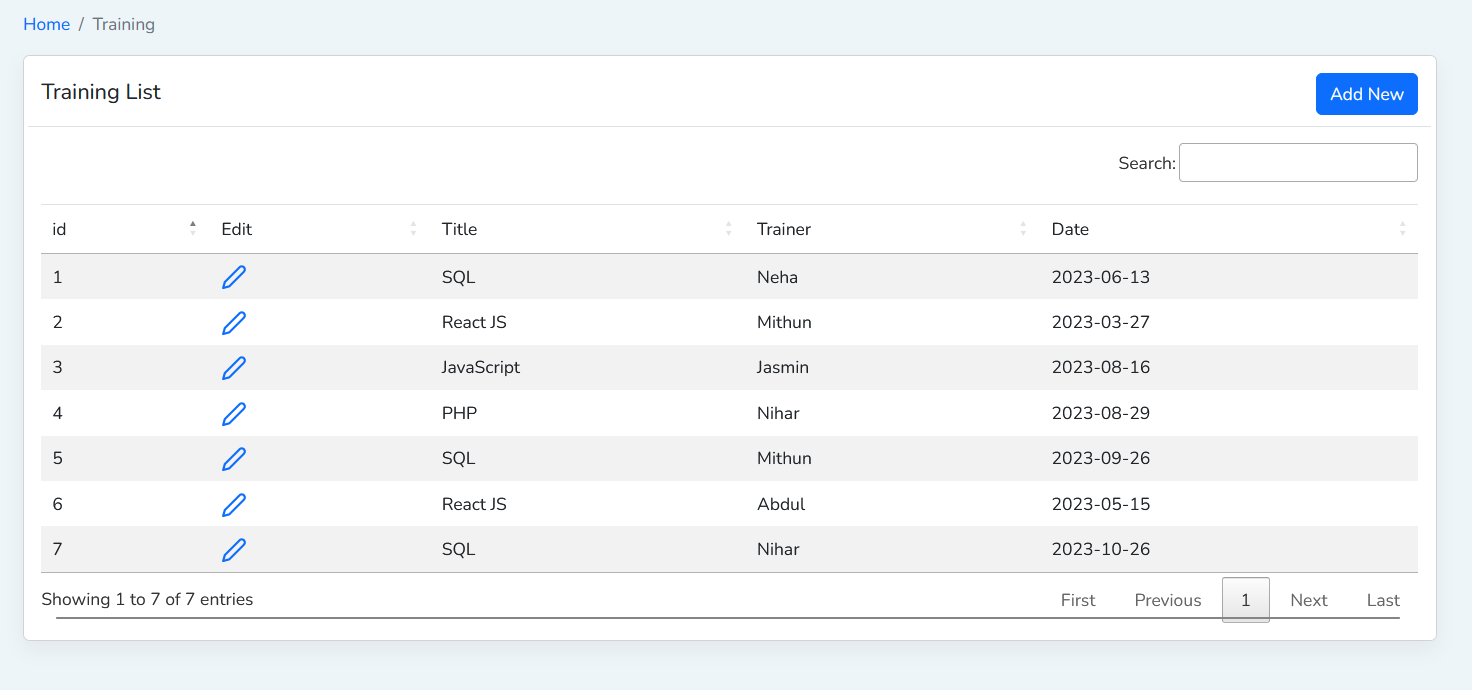 Home / Training
Training List
Add New
Search:
id Edit Title Trainer Date
1 SQL Neha 2023-06-13
2 React JS Mithun 2023-03-27
3 JavaScript Jasmin 2023-08-16
4 PHP Nihar 2023-08-29
5 SQL Mithun 2023-09-26
6 React JS Abdul 2023-05-15
7 SQL Nihar 2023-10-26
Showing 1 to 7 of 7 entries First Previous 1 Next Last